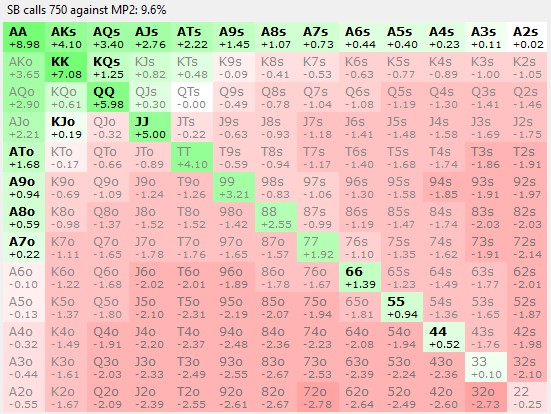 SB calls 750 against MP2: 9.6%
AA AKs AQs AJs ATs A9s A8s A7s A6s A5s A4s A3s A2s
+8.98 +4.10 +3.40 +2.76 +2.22 +1.45 +1.07 +0.73 +0.44 +0.40 +0.23 +0.11 +0.02
AKo KK KQs KJs KTs K9s K8s K7s K6s K5s K4s K3s K2s
+3.65 +7.08 +1.25 +0.82 +0.48 -0.09 -0.41 -0.53 -0.63 -0.77 -0.89 -1.00 -1.05
AQo KQo QQ QJs QTs Q9s Q8s Q7s Q6s Q5s Q4s Q3s Q2s
+2.90 +0.61 +5.98 +0.30 -0.00 -0.49 -0.78 -1.04 -1.08 -1.19 -1.30 -1.41 -1.46
AJo KJo QJo JJ JTs J9s J8s J7s J6s J5s J4s J3s J2s
+2.21 +0.19 -0.32 +5.00 -0.22 -0.63 -0.93 -1.18 -1.41 -1.48 -1.58 -1.68 -1.74
ATo KTo QTo JTo TT T9s T8s T7s T6s T5s T4s T3s T2s
+1.68 -0.17 -0.66 -0.89 +4.10 -0.59 -0.94 -1.17 -1.40 -1.68 -1.74 -1.86 -1.91
A9o K9o Q9o J9o T9o 99 98s 97s 96s 95s 94s 93s 92s
+0.94 -0.69 -1.09 -1.24 -1.26 +3.21 -0.83 -1.06 -1.30 -1.58 -1.85 -1.91 -1.97
A8o K8o Q8o J8o T8o 98o 88 87s 86s 85s 84s 83s 82s
+0.59 -0.98 -1.37 -1.52 -1.52 -1.42 +2.55 -0.99 -1.19 -1.47 -1.74 -2.03 -2.03
A7o K7o Q7o J7o T7o 97o 87o 77 76s 75s 74s 73s 72s
+0.22 -1.11 -1.65 -1.78 -1.76 -1.65 -1.57 +1.92 -1.10 -1.35 -1.62 -1.91 -2.14
A6o K6o Q6o J6o T6o 96o 86o 76o 66 65s 64s 63s 62s
-0.10 -1.22 -1.68 -2.02 -2.01 -1.89 -1.78 -1.67 +1.39 -1.23 -1.49 -1.77 -2.01
A5o K5o Q5o J5o T5o 95o 85o 75o 65o 55 54s 53s 52s
-0.13 -1.37 -1.80 -2.10 -2.31 -2.19 -2.07 -1.94 -1.81 +0.94 -1.36 -1.65 -1.87
A4o K4o Q4o J4o T4o 94o 84o 74o 64o 54o 44 43s 42s
-0.32 -1.49 -1.91 -2.20 -2.37 -2.48 -2.36 -2.23 -2.08 -1.94 +0.52 -1.76 -1.98
A3o K3o Q3o J3o T3o 93o 83o 73o 63o 53o 43o 33 32s
-0.44 -1.61 -2.03 -2.33 -2.49 -2.55 -2.67 -2.53 -2.39 -2.24 -2.36 +0.10 -2.10
A2o K2o Q2o J2o T2o 92o 82o 72o 62o 52o 42o 32o 22
-0.55 -1.67 -2.09 -2.39 -2.55 -2.61 -2.67 -2.78 -2.64 -2.49 -2.60 -2.73 -0.25